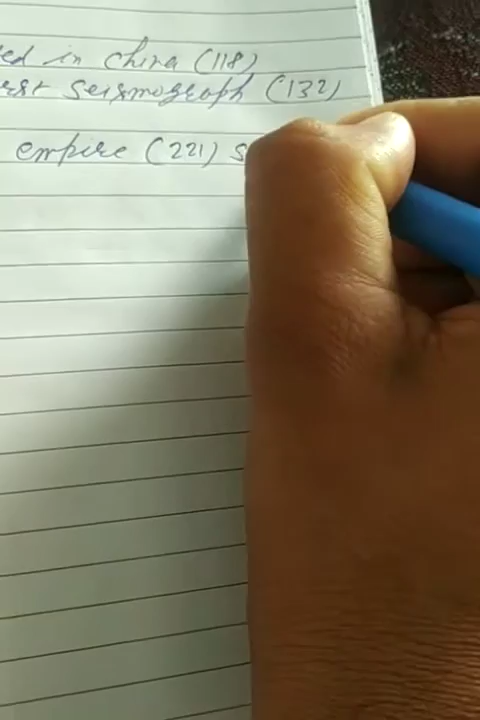 ed in china (118)
rst seismograph (132)
empire (221) s